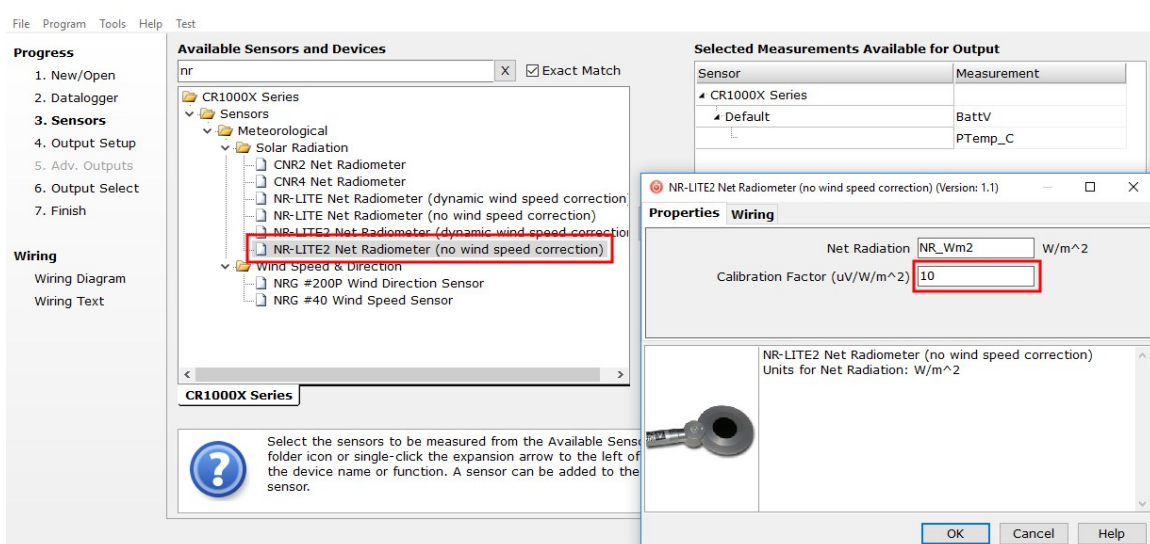 File Program Tools Help Test
Progress
1. New/Open
2. Datalogger
3. Sensors
4. Output Setup
5. Adv. Outputs
6. Output Select
7. Finish
Wiring
Wiring Diagram
Wiring Text
Available Sensors and Devices
nr X Exact Match
CR1000X Series
Sensors
Meteorological
Solar Radiation
CNR2 Net Radiometer
CNR4 Net Radiometer
NR-LITE Net Radiometer (dynamic wind speed correction)
NR-LITE Net Radiometer (no wind speed correction)
NR-LITE2 Net Radiometer (dynamic wind speed correctio
NR-LITE2 Net Radiometer (no wind speed correction)
Wind Speed & Direction
NRG #200P Wind Direction Sensor
NRG #40 Wind Speed Sensor
CR1000X Series
Select the sensors to be measured from the Available Senso
folder icon or single-click the expansion arrow to the left of
the device name or function. A sensor can be added to the
sensor.
Selected Measurements Available for Output
Sensor Measurement
CR1000X Series
Default BattV
PTemp_C
NR-LITE2 Net Radiometer (no wind speed correction) (Version: 1.1)
Properties Wiring
Net Radiation NR_Wm2 W/m^2
Calibration Factor (uV/W/m^2) 10
NR-LITE2 Net Radiometer (no wind speed correction)
Units for Net Radiation: W/m^2
OK Cancel Help